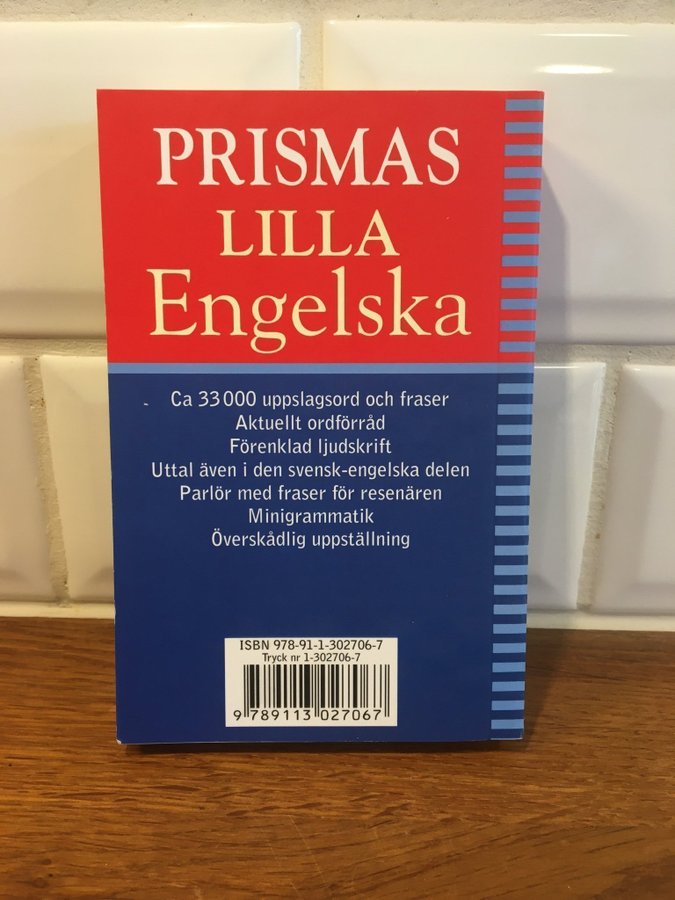 PRISMAS
LILLA
Engelska
Ca 33 000 uppslagsord och fraser
Aktuellt ordförråd
Förenklad ljudskrift
Uttal även i den svensk-engelska delen
Parlör med fraser för resenären
Minigrammatik
Överskådlig uppställning
ISBN 978-91-1-302706-7
Tryck nr 1-302706-7
9 789113 027067